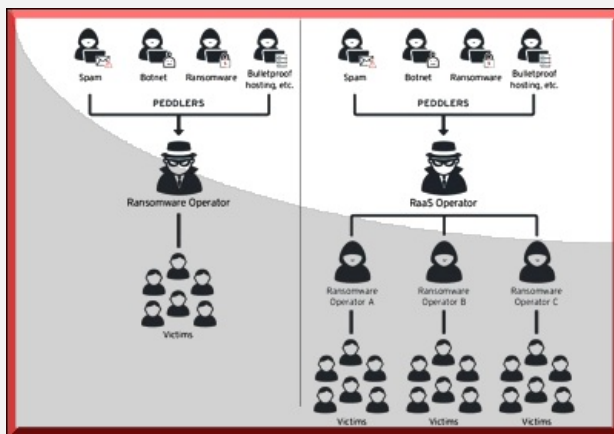 Spam
Botnet
Ransomware
Bulletproof
hosting, etc.
PEDDLERS
Ransomware Operator
Victims
Spam
Botnet
Ransomware
Bulletproof
hosting, etc.
PEDDLERS
RaaS Operator
Ransomware
Operator A
Ransomware
Operator B
Ransomware
Operator C
Victims
Victims
Victims